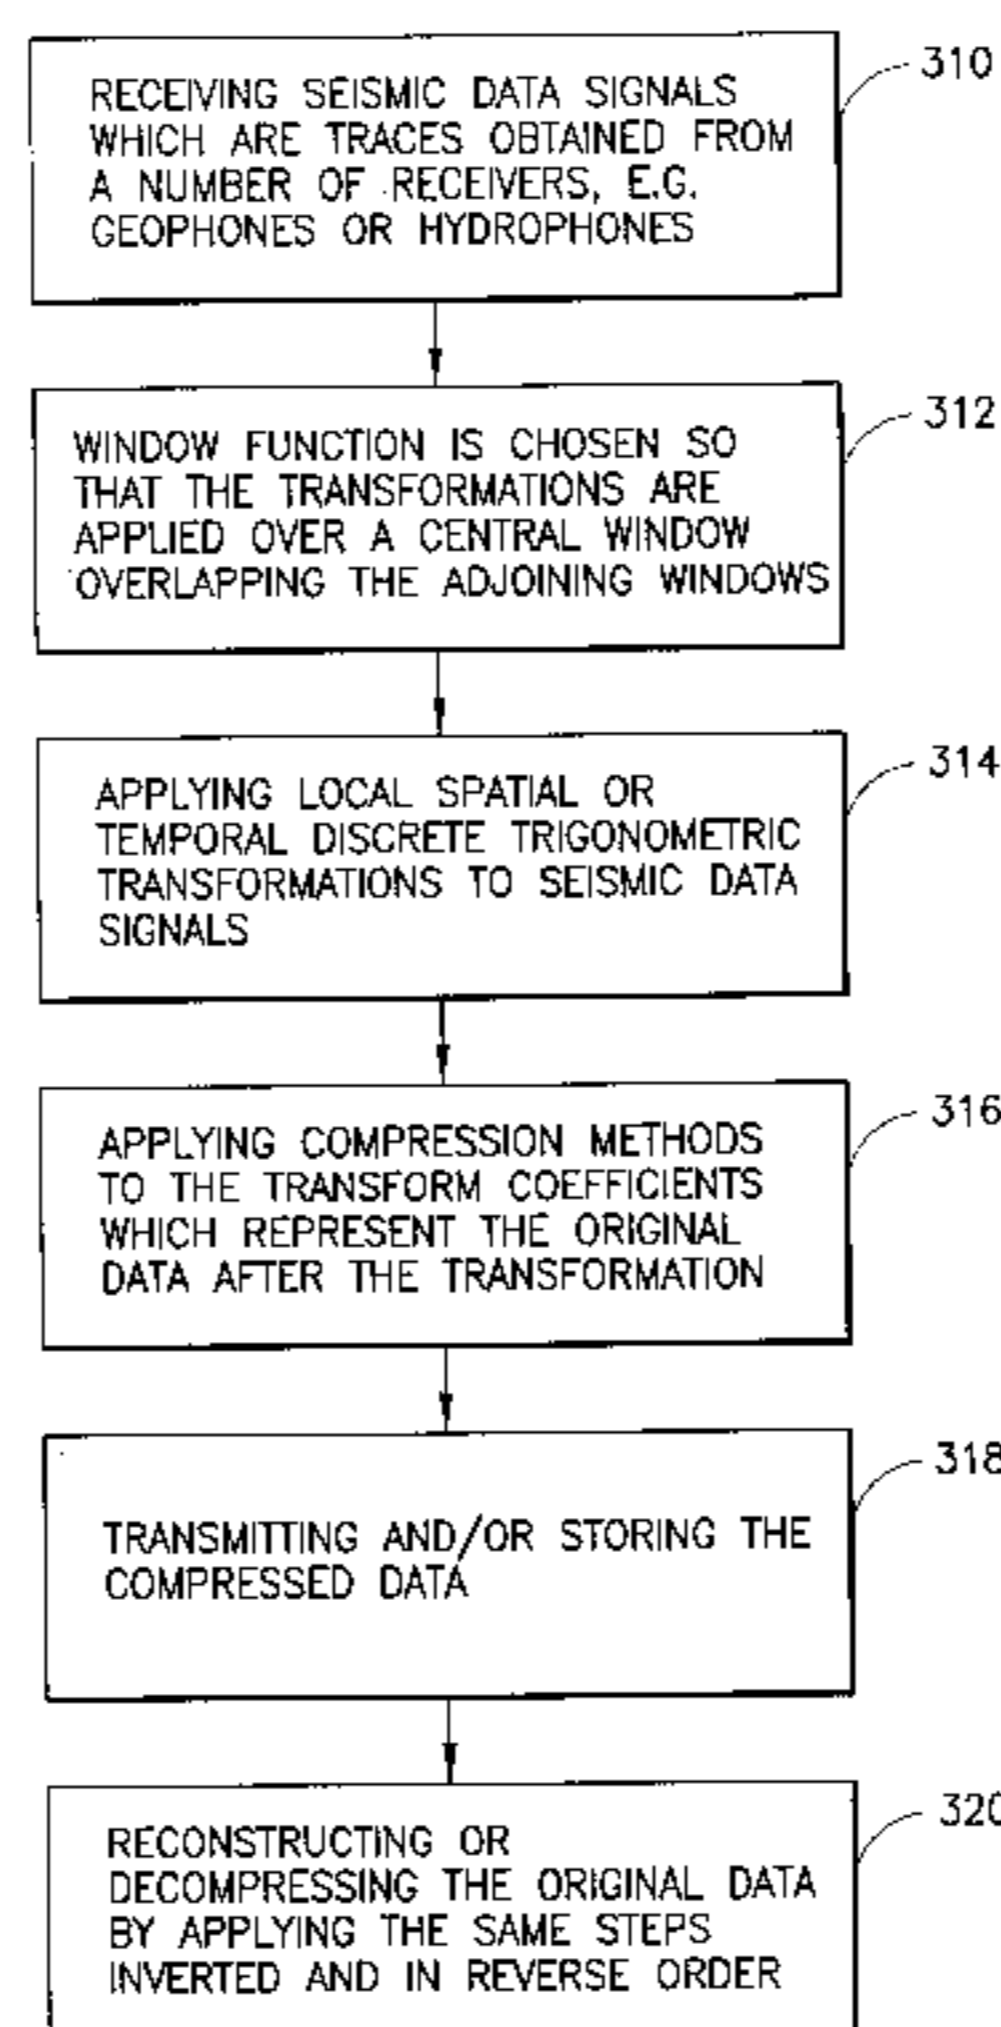 310
RECEIVING SEISMIC DATA SIGNALS
WHICH ARE TRACES OBTAINED FROM
A NUMBER OF RECEIVERS, E.G.
GEOPHONES OR HYDROPHONES
312
WINDOW FUNCTION IS CHOSEN SO
THAT THE TRANSFORMATIONS ARE
APPLIED OVER A CENTRAL WINDOW
OVERLAPPING THE ADJOINING WINDOWS
314
APPLYING LOCAL SPATIAL OR
TEMPORAL DISCRETE TRIGONOMETRIC
TRANSFORMATIONS TO SEISMIC DATA
SIGNALS
316
APPLYING COMPRESSION METHODS
TO THE TRANSFORM COEFFICIENTS
WHICH REPRESENT THE ORIGINAL
DATA AFTER THE TRANSFORMATION
318
TRANSMITTING AND/OR STORING THE
COMPRESSED DATA
320
RECONSTRUCTING OR
DECOMPRESSING THE ORIGINAL DATA
BY APPLYING THE SAME STEPS
INVERTED AND IN REVERSE ORDER